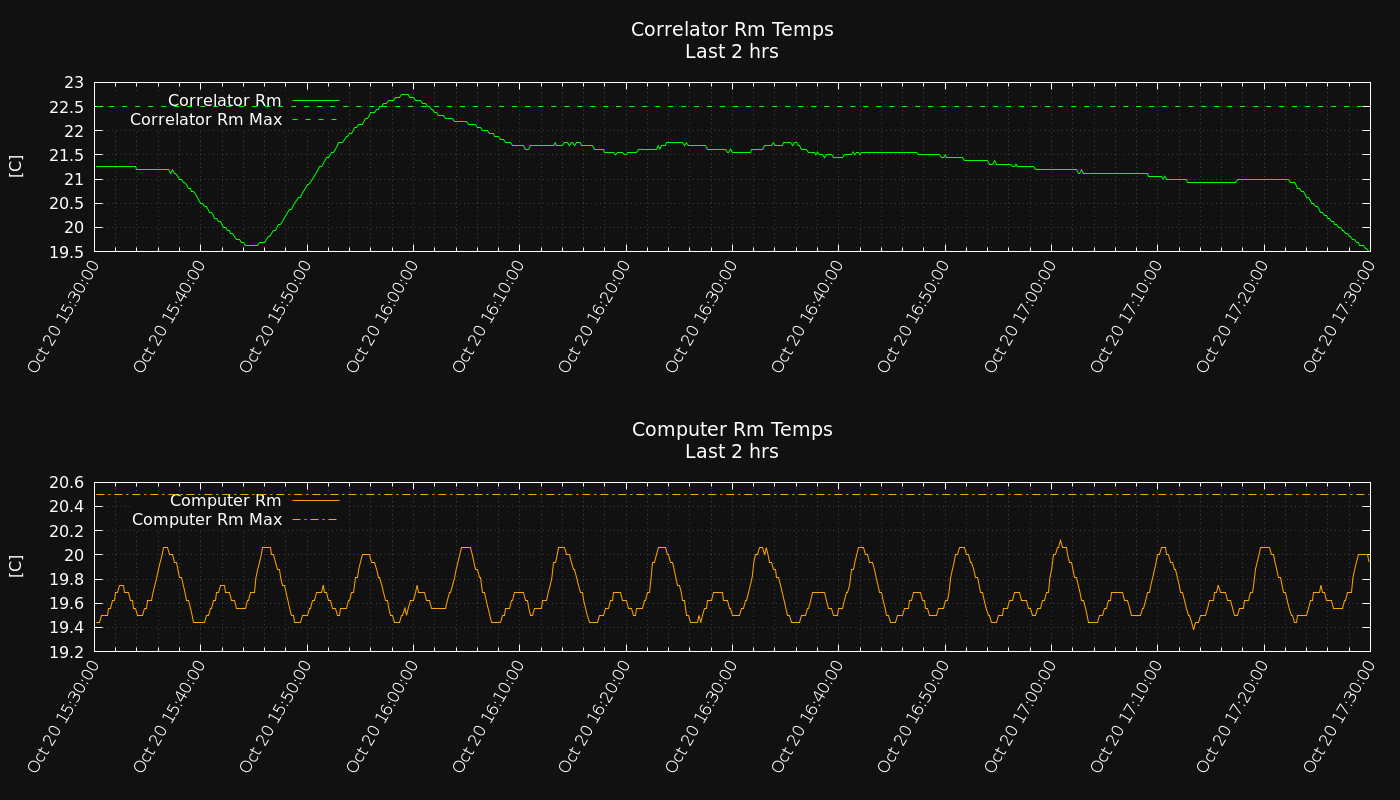 Correlator Rm Temps
Last 2 hrs
23
22.5
22
21.5
21
20.5
20
19.5
[C]
Correlator Rm
Correlator Rm Max
Oct 20 15:30:00
Oct 20 15:40:00
Oct 20 15:50:00
Oct 20 16:00:00
Oct 20 16:10:00
Oct 20 16:20:00
Oct 20 16:30:00
Oct 20 16:40:00
Oct 20 16:50:00
Oct 20 17:00:00
Oct 20 17:10:00
Oct 20 17:20:00
Oct 20 17:30:00
Computer Rm Temps
Last 2 hrs
20.6
20.4
20.2
20
19.8
19.6
19.4
19.2
[C]
Computer Rm
Computer Rm Max
Oct 20 15:30:00
Oct 20 15:40:00
Oct 20 15:50:00
Oct 20 16:00:00
Oct 20 16:10:00
Oct 20 16:20:00
Oct 20 16:30:00
Oct 20 16:40:00
Oct 20 16:50:00
Oct 20 17:00:00
Oct 20 17:10:00
Oct 20 17:20:00
Oct 20 17:30:00